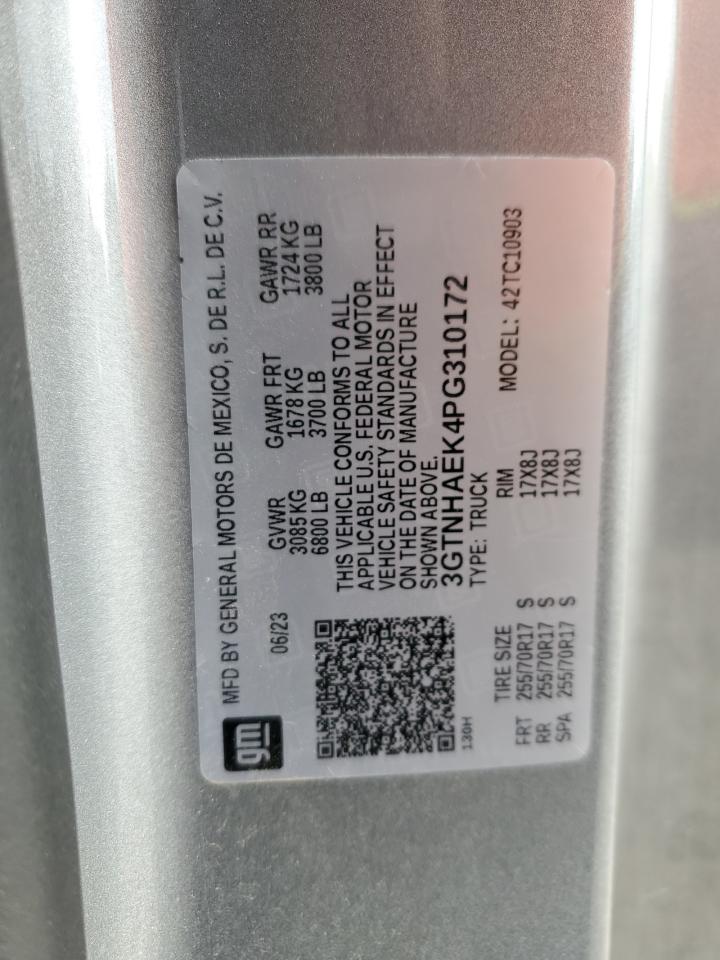 gm
MFD BY GENERAL MOTORS DE MEXICO, S. DE R.L. DE C.V.
06/23
GVWR GAWR FRT GAWR RR
3085 KG 1678 KG 1724 KG
6800 LB 3700 LB 3800 LB
THIS VEHICLE CONFORMS TO ALL
APPLICABLE U.S. FEDERAL MOTOR
VEHICLE SAFETY STANDARDS IN EFFECT
ON THE DATE OF MANUFACTURE
SHOWN ABOVE.
3GTNHAEK4PG310172
TYPE: TRUCK
130H
TIRE SIZE RIM MODEL: 42TC10903
FRT 255/70R17 S 17X8J
RR 255/70R17 S 17X8J
SPA 255/70R17 S 17X8J